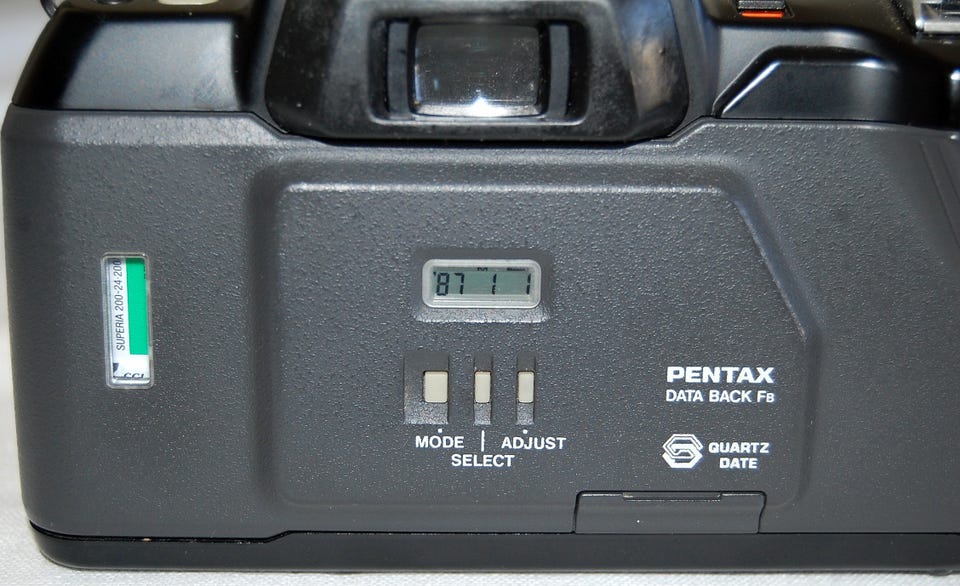 SUPERIA 200-24 200
'87 1 1
MODE | ADJUST
SELECT
PENTAX
DATA BACK FB
QUARTZ
DATE